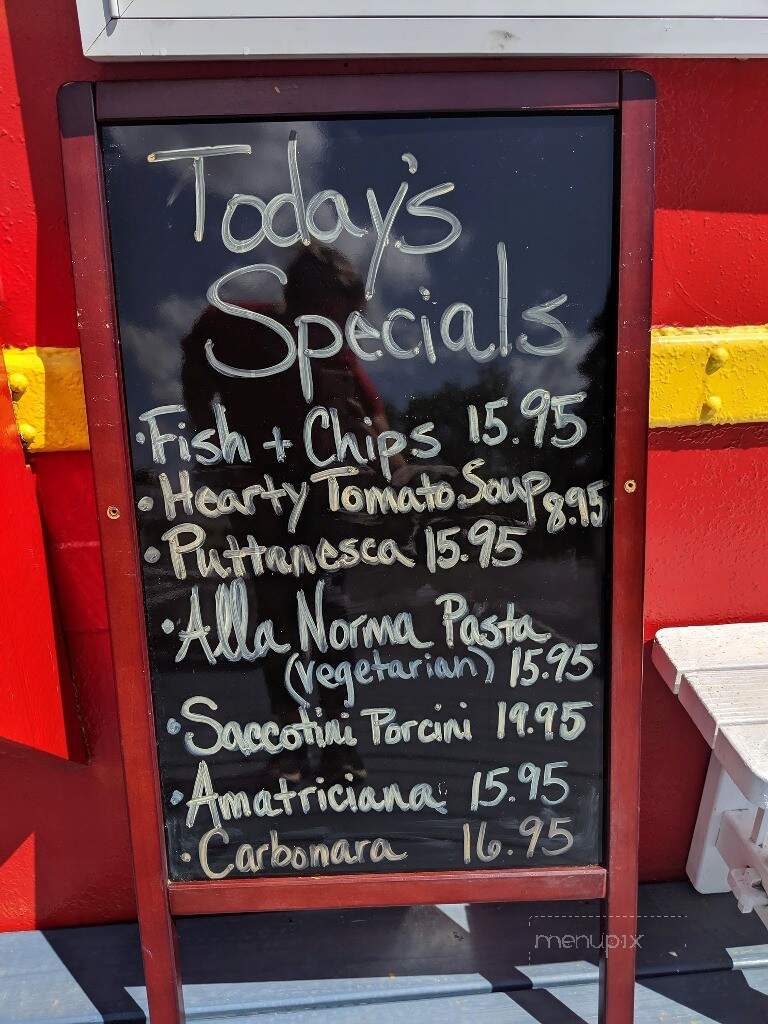 Today's
Specials
• Fish + Chips 15.95
• Hearty Tomato Soup 8.95
• Puttanesca 15.95
• Alla Norma Pasta
(vegetarian) 15.95
• Saccotini Porcini 19.95
• Amatriciana 15.95
• Carbonara 16.95
menupix